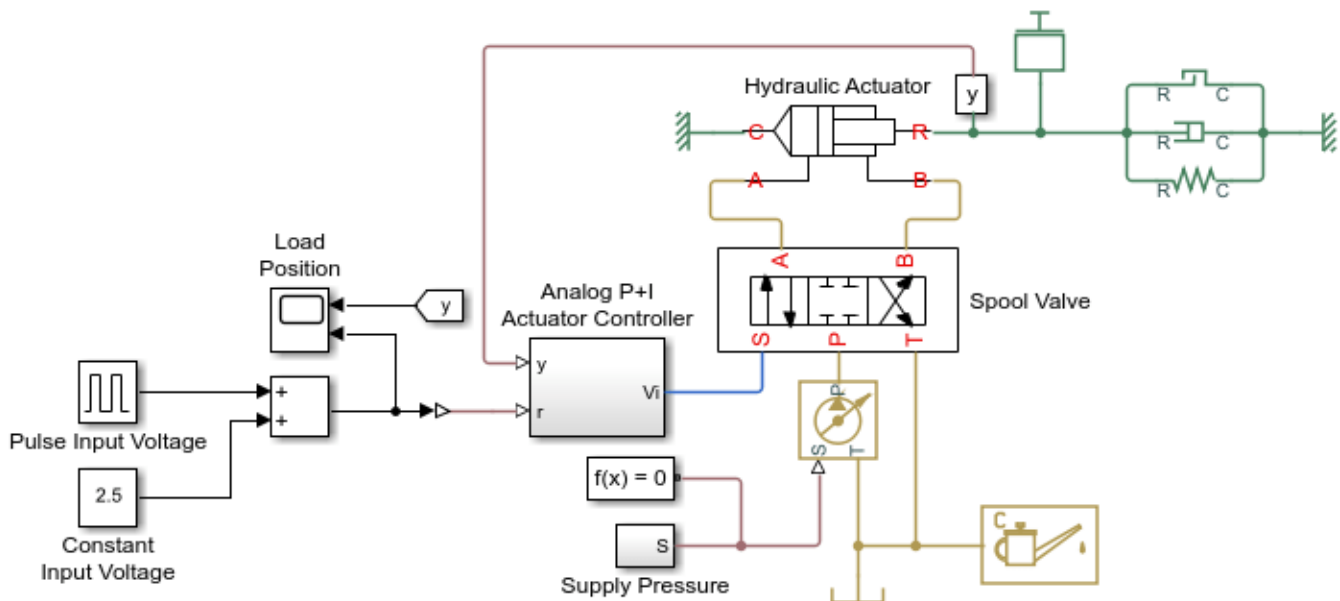 Hydraulic Actuator
y
R C
C R
R C
A B
R C
A B
Load
Position
Analog P+I
Actuator Controller
y
Spool Valve
S P T
y
Vi
r
P
+
+
Pulse Input Voltage
S T
f(x) = 0
2.5
C
Constant
Input Voltage
S
Supply Pressure